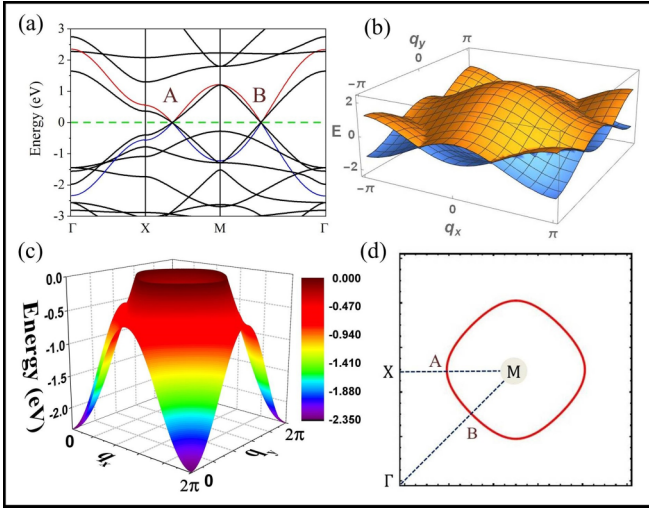 (a)
3
2
1
0
-1
-2
-3
Energy (eV)
A
B
Γ
X
M
Γ
(b)
q_y
π
0
-π
2
E 0
-2
-π
0
q_x
π
(c)
0.0
-0.5
-1.0
-1.5
-2.0
Energy (eV)
0
q_x
2π
0
q_y
2π
0.000
-0.470
-0.940
-1.410
-1.880
-2.350
(d)
X
A
M
B
Γ